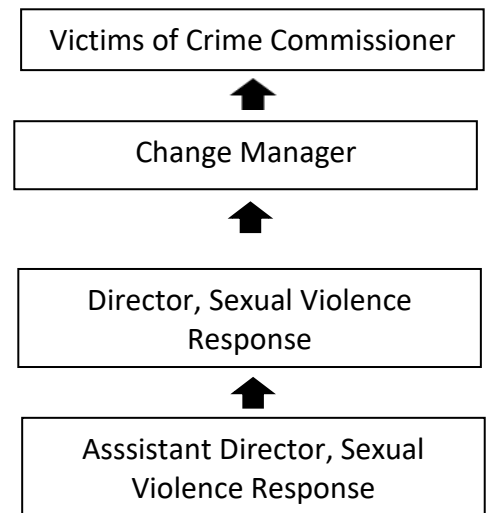 Victims of Crime Commissioner
Change Manager
Director, Sexual Violence
Response
Asssistant Director, Sexual
Violence Response